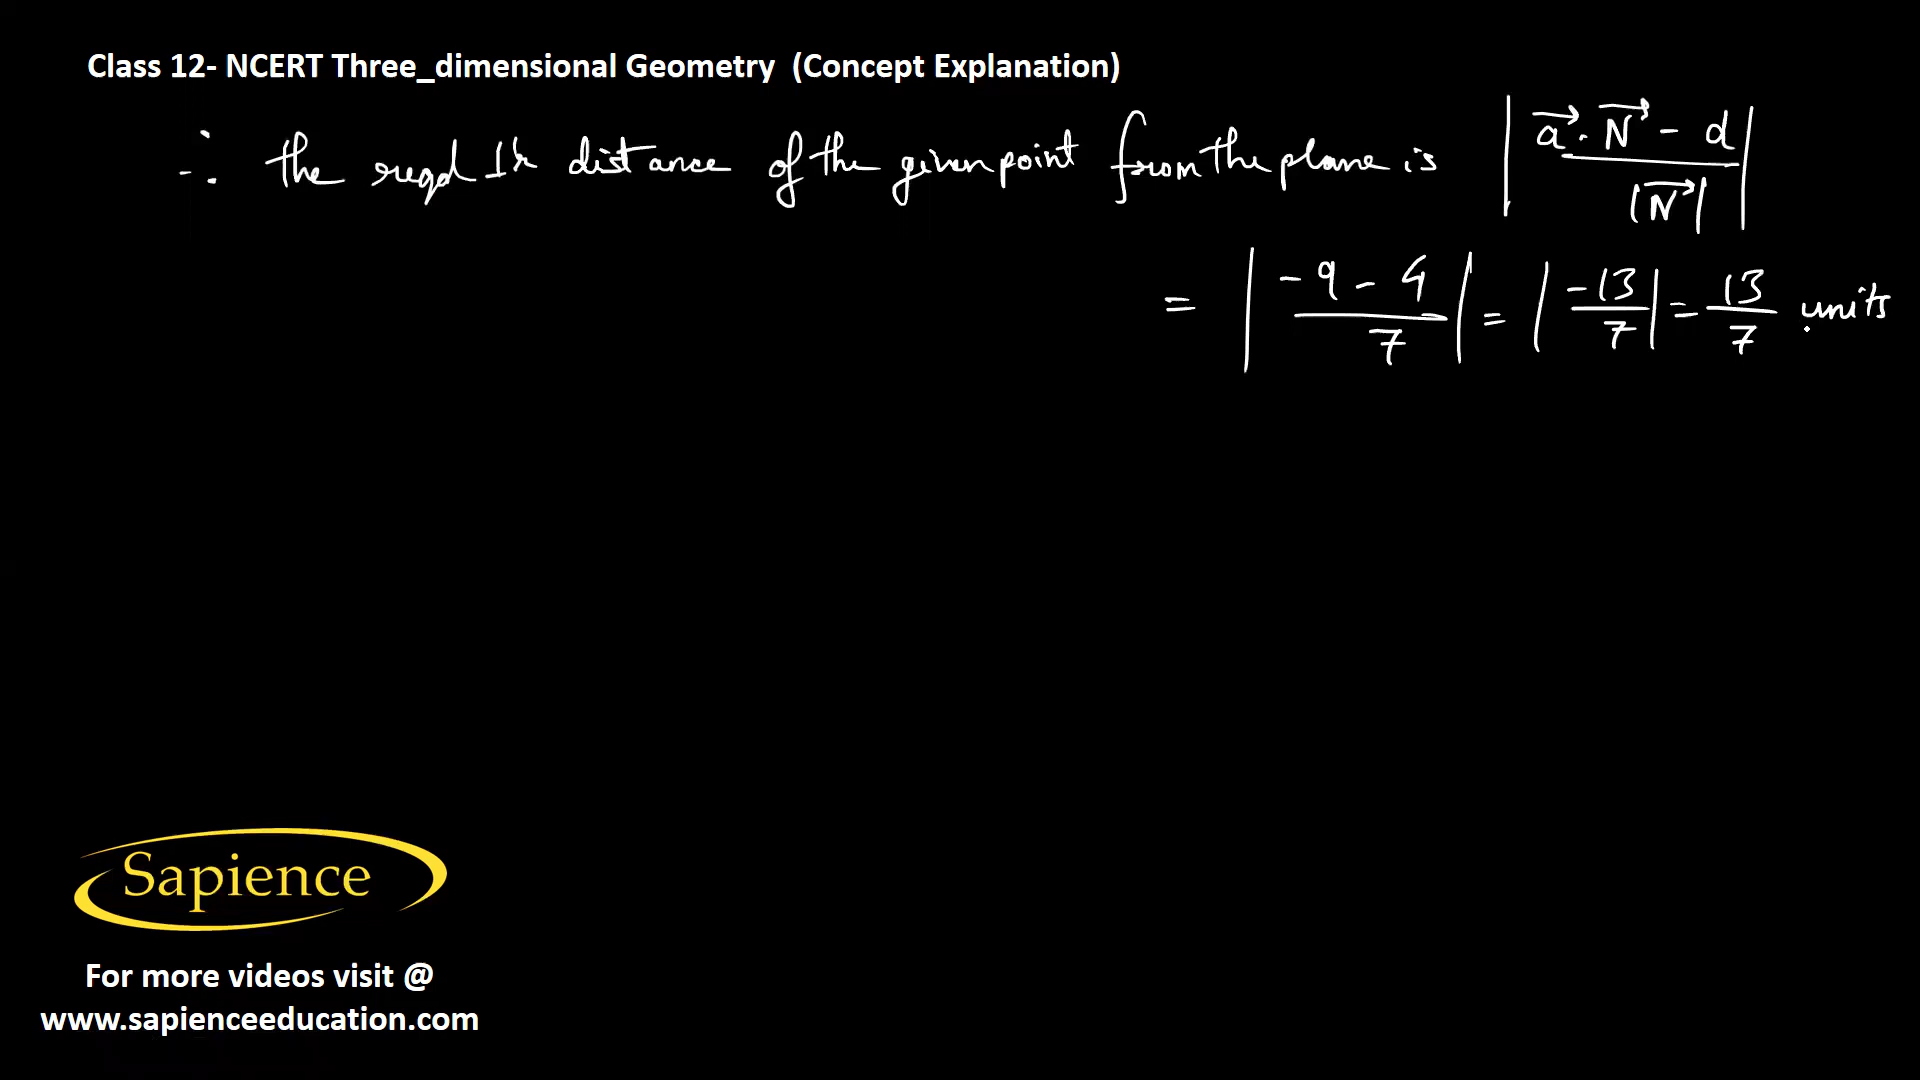 Class 12- NCERT Three_dimensional Geometry (Concept Explanation)
∴ the reqd ⊥r distance of the given point from the plane is | (a⃗ · N⃗ - d) / |N⃗| |
= | (-9 - 4) / 7 | = | -13 / 7 | = 13 / 7 units
Sapience
For more videos visit @
www.sapienceeducation.com